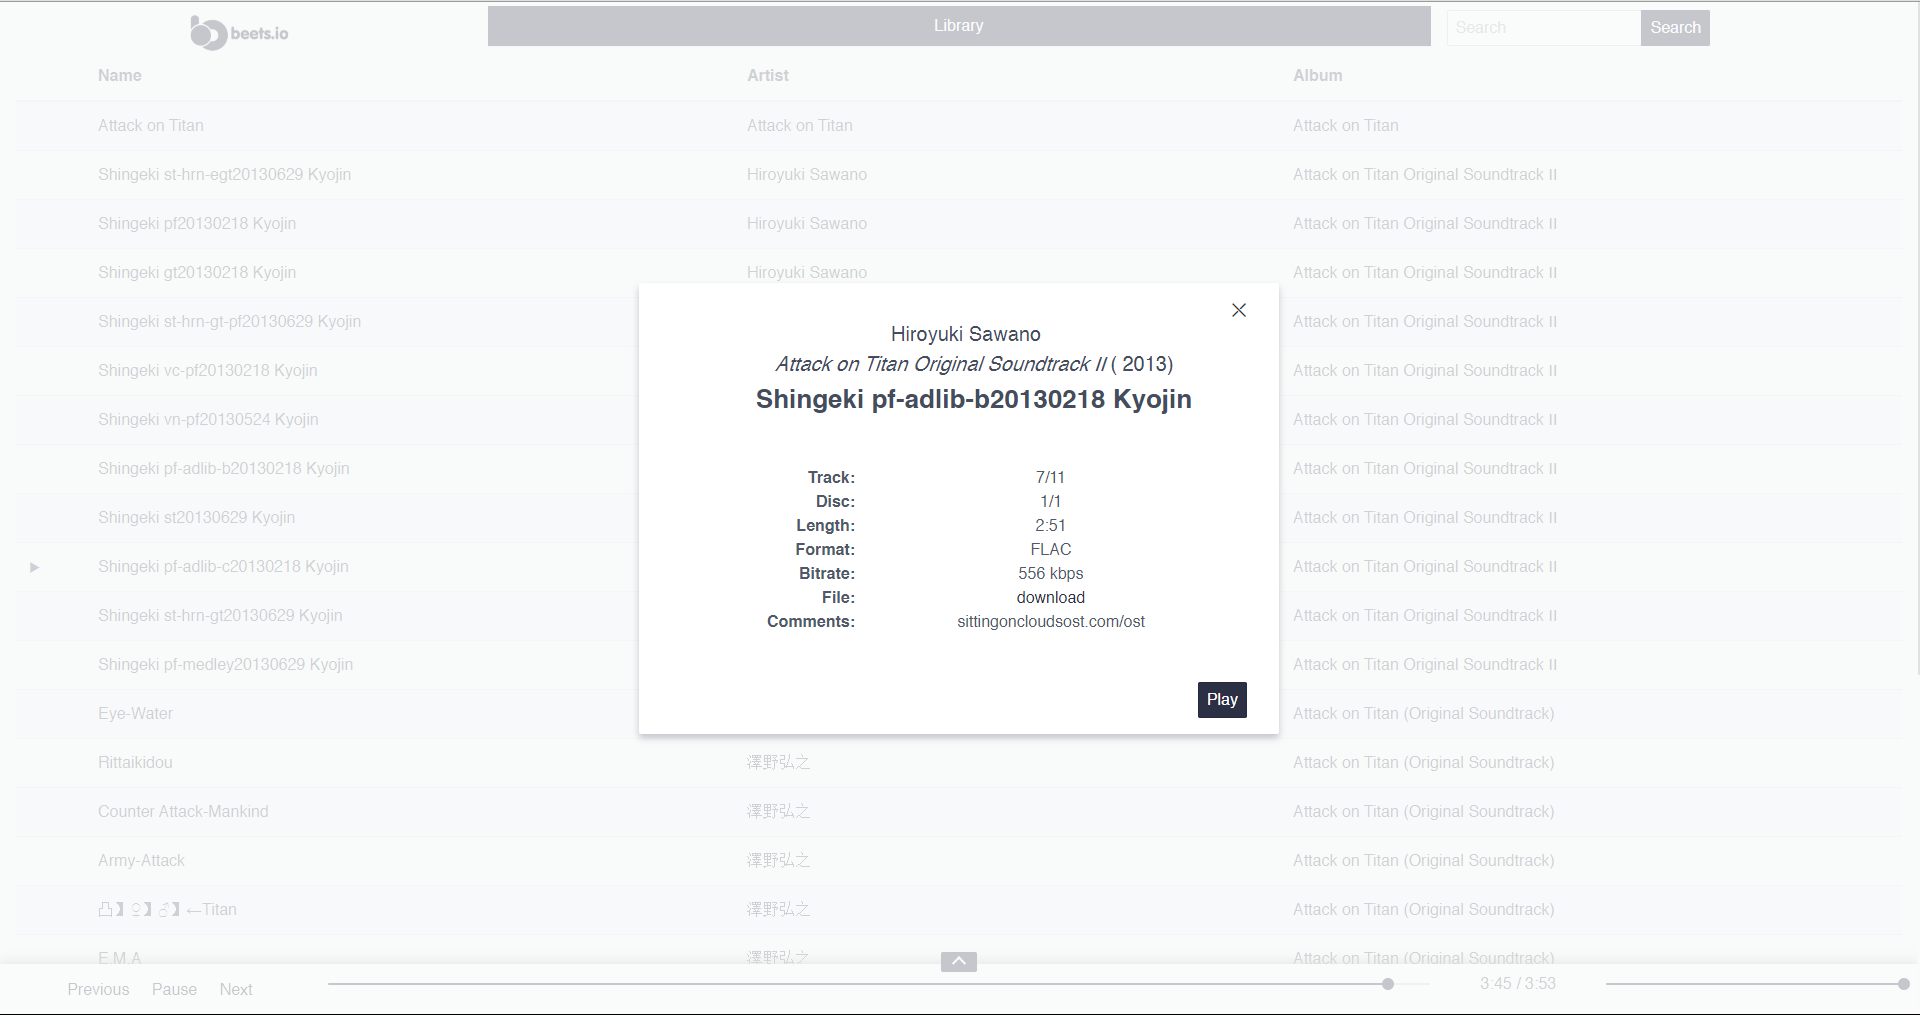 beets.io
Library
Search
Search
Name Artist Album
Attack on Titan Attack on Titan Attack on Titan
Shingeki st-hrn-egt20130629 Kyojin Hiroyuki Sawano Attack on Titan Original Soundtrack II
Shingeki pf20130218 Kyojin Hiroyuki Sawano Attack on Titan Original Soundtrack II
Shingeki gt20130218 Kyojin Hiroyuki Sawano Attack on Titan Original Soundtrack II
Shingeki st-hrn-gt-pf20130629 Kyojin Attack on Titan Original Soundtrack II
Shingeki vc-pf20130218 Kyojin Attack on Titan Original Soundtrack II
Shingeki vn-pf20130524 Kyojin Attack on Titan Original Soundtrack II
Shingeki pf-adlib-b20130218 Kyojin Attack on Titan Original Soundtrack II
Shingeki st20130629 Kyojin Attack on Titan Original Soundtrack II
▶ Shingeki pf-adlib-c20130218 Kyojin Attack on Titan Original Soundtrack II
Shingeki st-hrn-gt20130629 Kyojin Attack on Titan Original Soundtrack II
Shingeki pf-medley20130629 Kyojin Attack on Titan Original Soundtrack II
Eye-Water Attack on Titan (Original Soundtrack)
Rittaikidou 澤野弘之 Attack on Titan (Original Soundtrack)
Counter Attack-Mankind 澤野弘之 Attack on Titan (Original Soundtrack)
Army-Attack 澤野弘之 Attack on Titan (Original Soundtrack)
凸】♀】♂】←Titan 澤野弘之 Attack on Titan (Original Soundtrack)
E.M.A 澤野弘之 Attack on Titan (Original Soundtrack)
Hiroyuki Sawano
Attack on Titan Original Soundtrack II ( 2013)
Shingeki pf-adlib-b20130218 Kyojin
Track: 7/11
Disc: 1/1
Length: 2:51
Format: FLAC
Bitrate: 556 kbps
File: download
Comments: sittingoncloudsost.com/ost
Play
Previous Pause Next 3:45 / 3:53